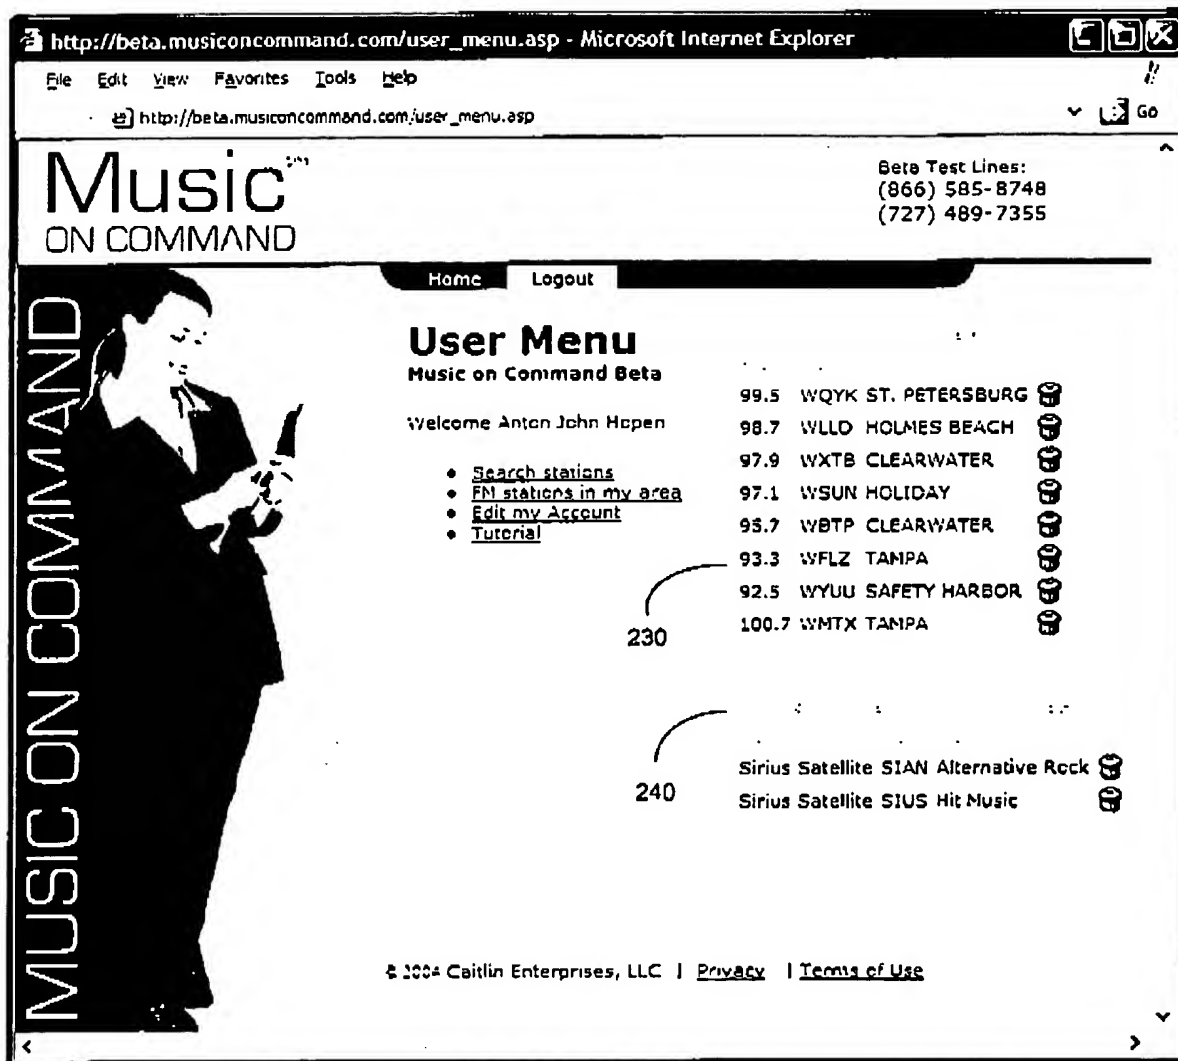 http://beta.musiconcommand.com/user_menu.asp - Microsoft Internet Explorer
File Edit View Favorites Tools Help
http://beta.musiconcommand.com/user_menu.asp
Go
Music
ON COMMAND
Beta Test Lines:
(866) 585-8748
(727) 489-7355
Home Logout
MUSIC ON COMMAND
User Menu
Music on Command Beta
Welcome Anton John Hopen
• Search stations
• FM stations in my area
• Edit my Account
• Tutorial
99.5 WQYK ST. PETERSBURG
98.7 WLLD HOLMES BEACH
97.9 WXTB CLEARWATER
97.1 WSUN HOLIDAY
95.7 WBTP CLEARWATER
93.3 WFLZ TAMPA
92.5 WYUU SAFETY HARBOR
100.7 WMTX TAMPA
230
240
Sirius Satellite SIAN Alternative Rock
Sirius Satellite SIUS Hit Music
© 2004 Caitlin Enterprises, LLC | Privacy | Terms of Use